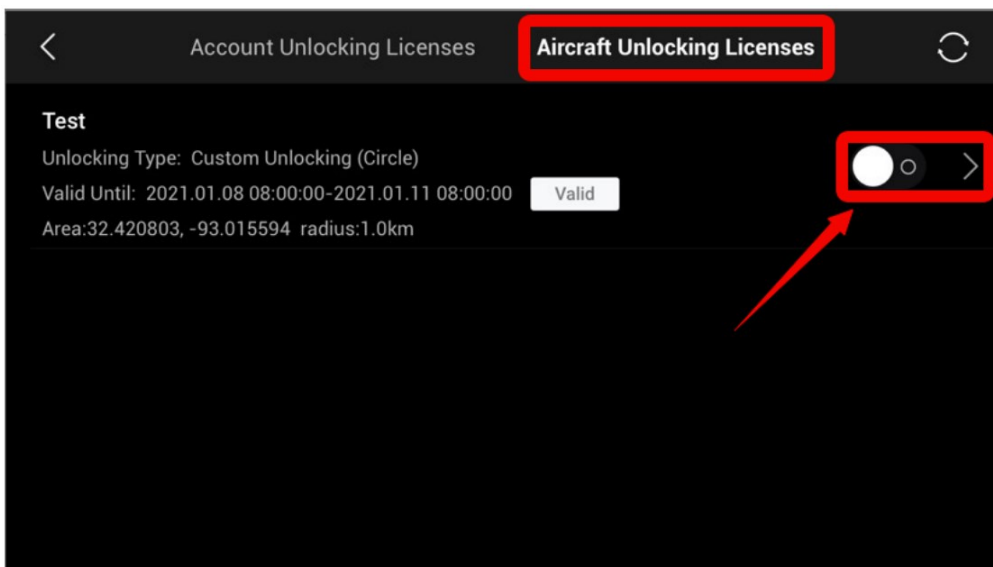 Account Unlocking Licenses Aircraft Unlocking Licenses
Test
Unlocking Type: Custom Unlocking (Circle)
Valid Until: 2021.01.08 08:00:00-2021.01.11 08:00:00 Valid
Area:32.420803, -93.015594 radius:1.0km